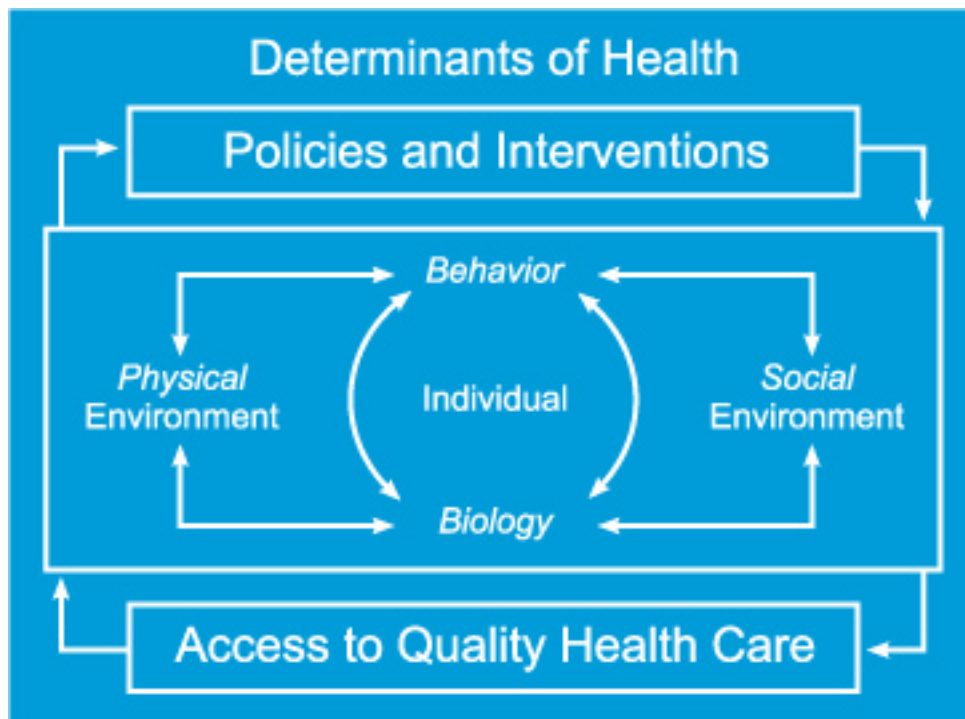 Determinants of Health
Policies and Interventions
Behavior
Physical
Environment
Individual
Social
Environment
Biology
Access to Quality Health Care